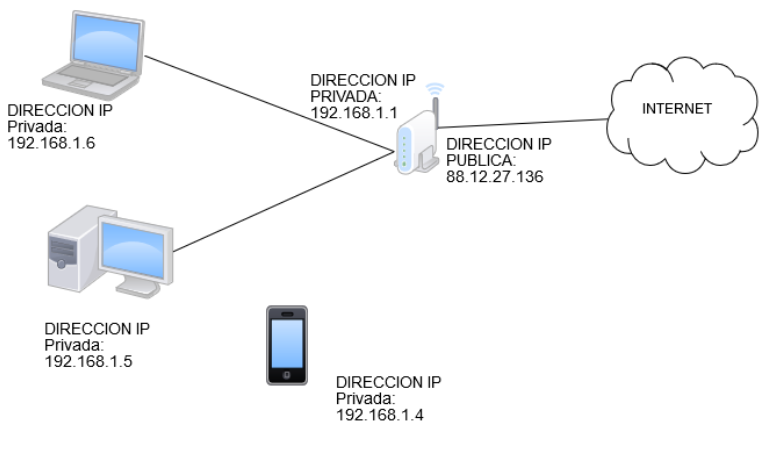 DIRECCION IP
Privada:
192.168.1.6
DIRECCION IP
PRIVADA:
192.168.1.1
DIRECCION IP
PUBLICA:
88.12.27.136
INTERNET
DIRECCION IP
Privada:
192.168.1.5
DIRECCION IP
Privada:
192.168.1.4